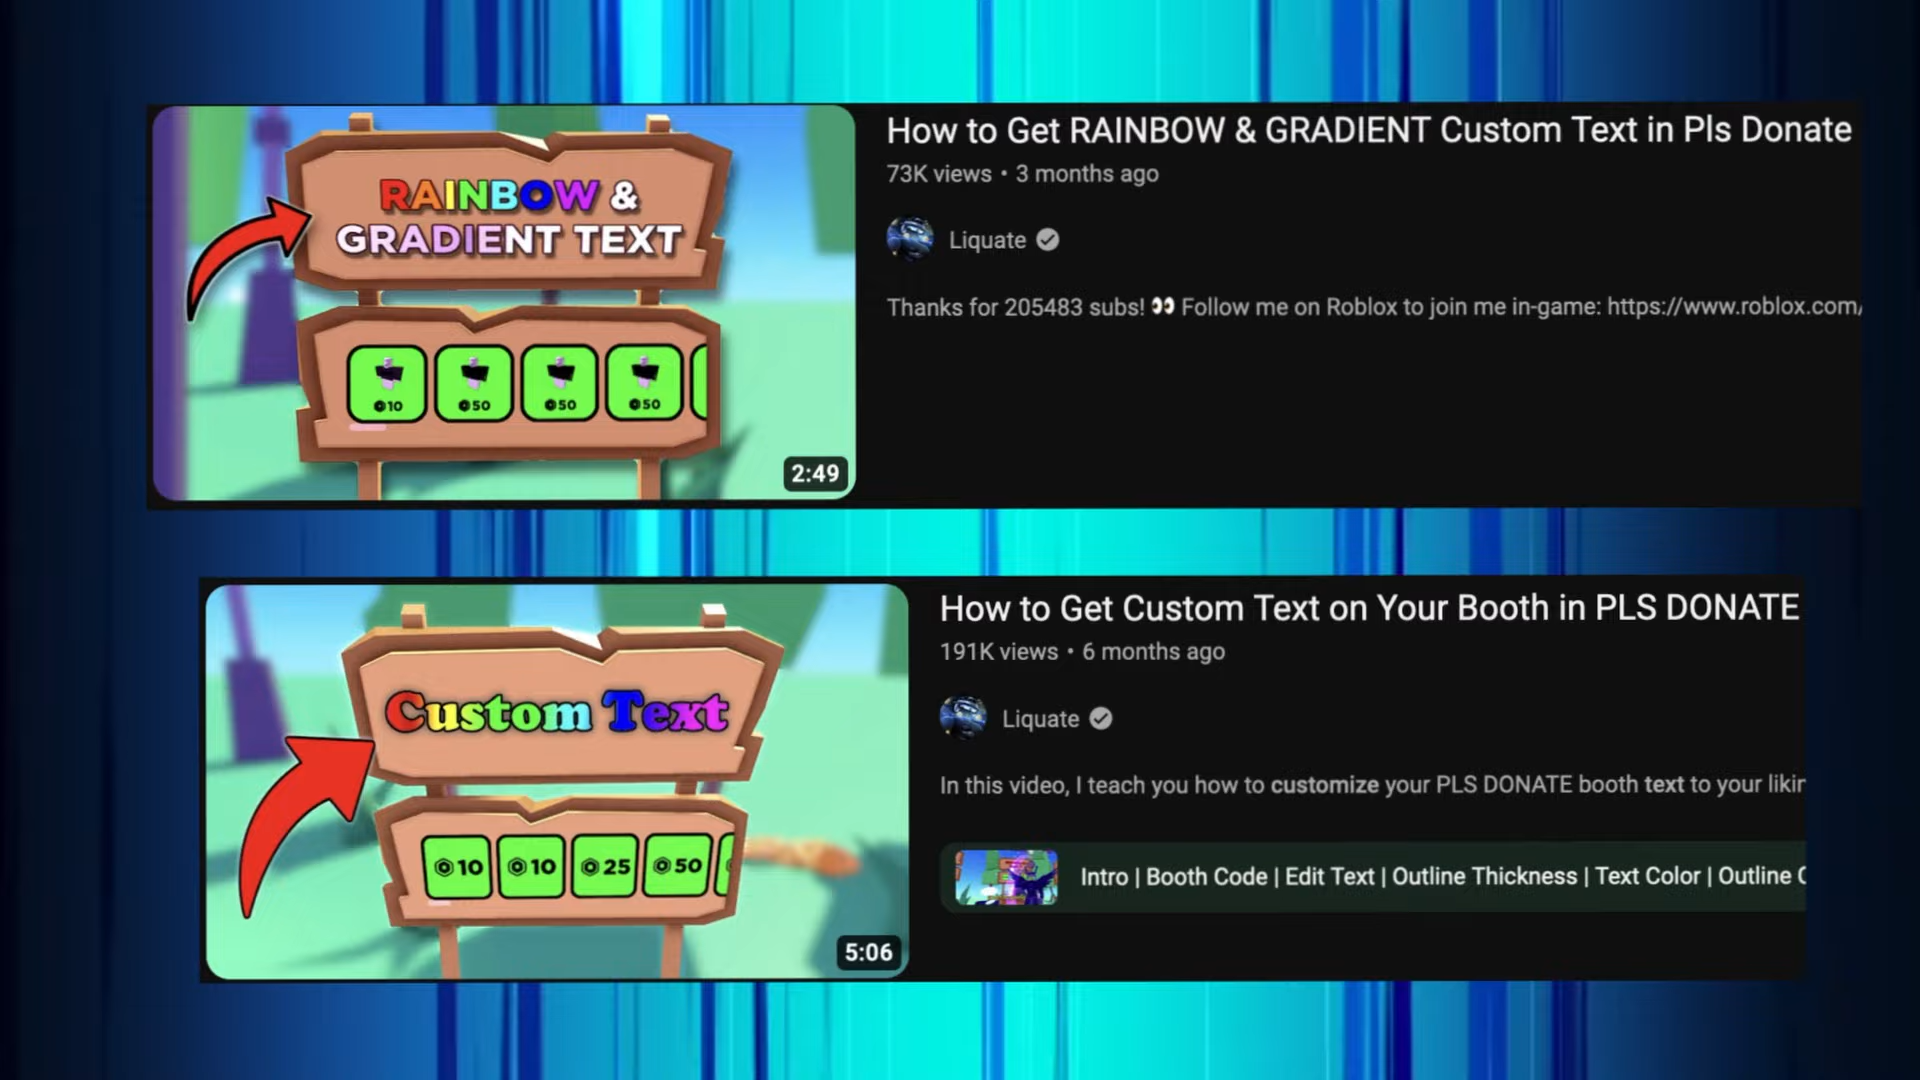 RAINBOW &
GRADIENT TEXT
10
50
50
50
2:49
How to Get RAINBOW & GRADIENT Custom Text in Pls Donate
73K views • 3 months ago
Liquate
Thanks for 205483 subs! 👀 Follow me on Roblox to join me in-game: https://www.roblox.com/
Custom Text
10
10
25
50
5:06
How to Get Custom Text on Your Booth in PLS DONATE
191K views • 6 months ago
Liquate
In this video, I teach you how to customize your PLS DONATE booth text to your likin
Intro | Booth Code | Edit Text | Outline Thickness | Text Color | Outline C